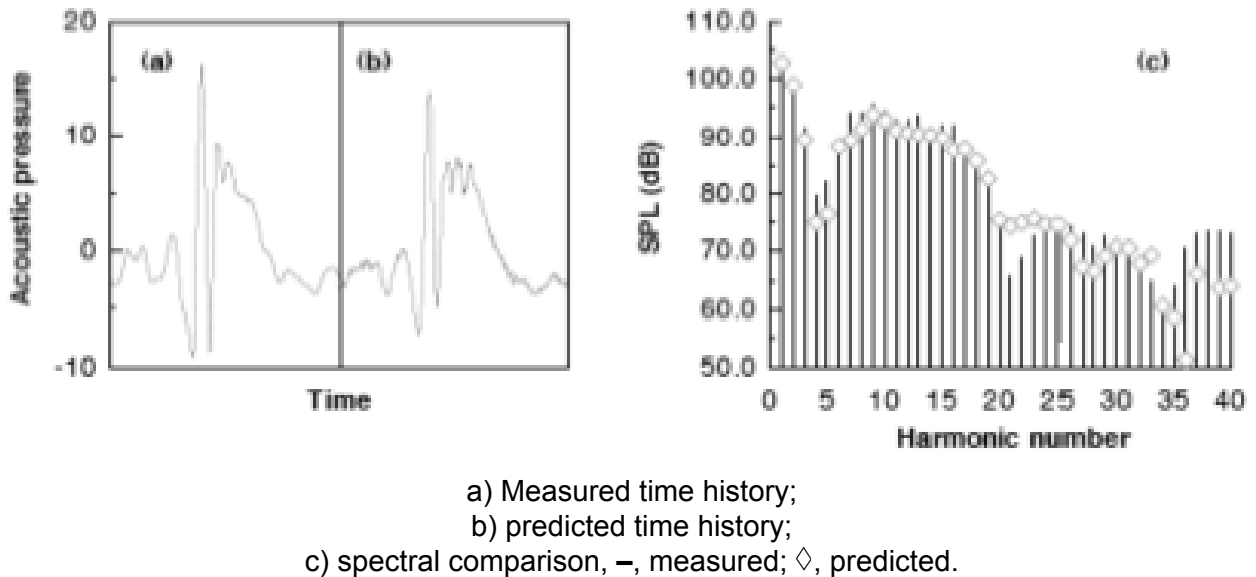 20
10
0
-10
Acoustic pressure
(a)
(b)
Time
110.0
100.0
90.0
80.0
70.0
60.0
50.0
SPL (dB)
(c)
0 5 10 15 20 25 30 35 40
Harmonic number
a) Measured time history;
b) predicted time history;
c) spectral comparison, –, measured; ◇, predicted.